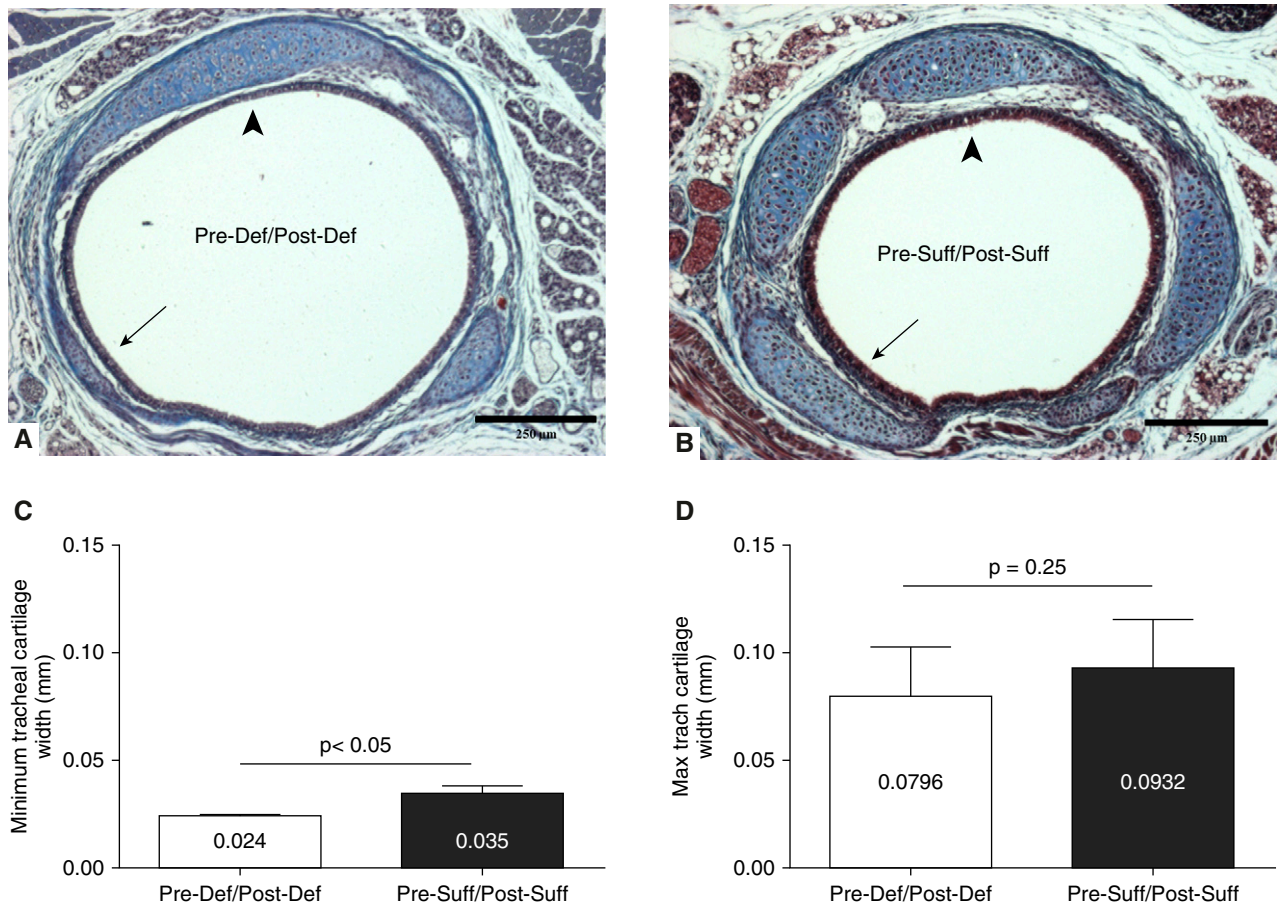 Pre-Def/Post-Def
A
250 µm
Pre-Suff/Post-Suff
B
250 µm
C
Minimum tracheal cartilage
width (mm)
0.15
0.10
0.05
0.00
p< 0.05
0.024
0.035
Pre-Def/Post-Def
Pre-Suff/Post-Suff
D
Max trach cartilage
width (mm)
0.15
0.10
0.05
0.00
p = 0.25
0.0796
0.0932
Pre-Def/Post-Def
Pre-Suff/Post-Suff